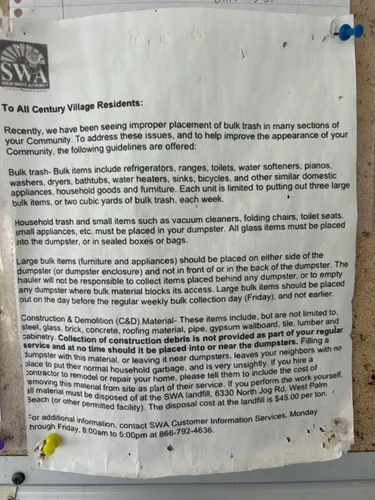 SWA
To All Century Village Residents:
Recently, we have been seeing improper placement of bulk trash in many sections of
your Community. To address these issues, and to help improve the appearance of your
Community, the following guidelines are offered:
Bulk trash- Bulk items include refrigerators, ranges, toilets, water softeners, pianos,
washers, dryers, bathtubs, water heaters, sinks, bicycles, and other similar domestic
appliances, household goods and furniture. Each unit is limited to putting out three large
bulk items, or two cubic yards of bulk trash, each week.
Household trash and small items such as vacuum cleaners, folding chairs, toilet seats,
small appliances, etc. must be placed in your dumpster. All glass items must be placed
into the dumpster, or in sealed boxes or bags.
Large bulk items (furniture and appliances) should be placed on either side of the
dumpster (or dumpster enclosure) and not in front of or in the back of the dumpster. The
hauler will not be responsible to collect items placed behind any dumpster, or to empty
any dumpster where bulk material blocks its access. Large bulk items should be placed
out on the day before the regular weekly bulk collection day (Friday), and not earlier.
Construction & Demolition (C&D) Material- These items include, but are not limited to,
steel, glass, brick, concrete, roofing material, pipe, gypsum wallboard, tile, lumber and
cabinetry. Collection of construction debris is not provided as part of your regular
service and at no time should it be placed into or near the dumpsters. Filling a
dumpster with this material, or leaving it near dumpsters, leaves your neighbors with no
place to put their normal household garbage, and is very unsightly. If you hire a
contractor to remodel or repair your home, please tell them to include the cost of
removing this material from site as part of their service. If you perform the work yourself,
all material must be disposed of at the SWA landfill, 6330 North Jog Rd, West Palm
Beach (or other permitted facility). The disposal cost at the landfill is $45.00 per ton.
For additional information, contact SWA Customer Information Services, Monday
through Friday, 8:00am to 5:00pm at 866-792-4636.